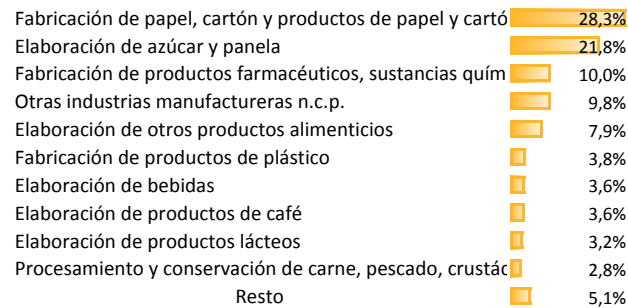 Fabricación de papel, cartón y productos de papel y cartó 28,3%
Elaboración de azúcar y panela 21,8%
Fabricación de productos farmacéuticos, sustancias quím 10,0%
Otras industrias manufactureras n.c.p. 9,8%
Elaboración de otros productos alimenticios 7,9%
Fabricación de productos de plástico 3,8%
Elaboración de bebidas 3,6%
Elaboración de productos de café 3,6%
Elaboración de productos lácteos 3,2%
Procesamiento y conservación de carne, pescado, crustác 2,8%
Resto 5,1%